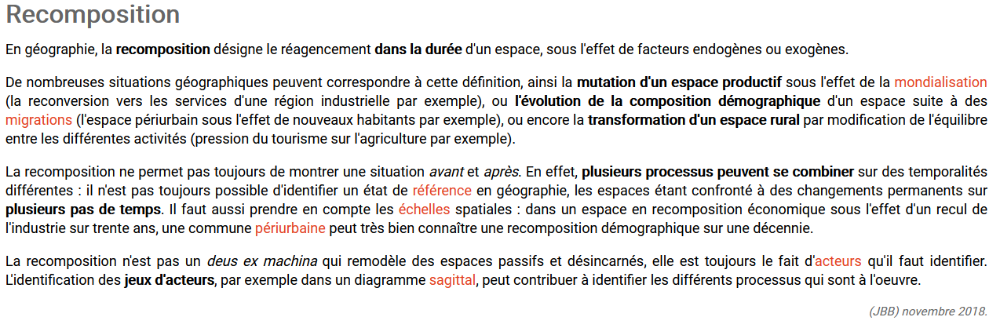 Recomposition
En géographie, la recomposition désigne le réagencement dans la durée d'un espace, sous l'effet de facteurs endogènes ou exogènes.
De nombreuses situations géographiques peuvent correspondre à cette définition, ainsi la mutation d'un espace productif sous l'effet de la mondialisation
(la reconversion vers les services d'une région industrielle par exemple), ou l'évolution de la composition démographique d'un espace suite à des
migrations (l'espace périurbain sous l'effet de nouveaux habitants par exemple), ou encore la transformation d'un espace rural par modification de l'équilibre
entre les différentes activités (pression du tourisme sur l'agriculture par exemple).
La recomposition ne permet pas toujours de montrer une situation avant et après. En effet, plusieurs processus peuvent se combiner sur des temporalités
différentes : il n'est pas toujours possible d'identifier un état de référence en géographie, les espaces étant confronté à des changements permanents sur
plusieurs pas de temps. Il faut aussi prendre en compte les échelles spatiales : dans un espace en recomposition économique sous l'effet d'un recul de
l'industrie sur trente ans, une commune périurbaine peut très bien connaître une recomposition démographique sur une décennie.
La recomposition n'est pas un deus ex machina qui remodèle des espaces passifs et désincarnés, elle est toujours le fait d'acteurs qu'il faut identifier.
L'identification des jeux d'acteurs, par exemple dans un diagramme sagittal, peut contribuer à identifier les différents processus qui sont à l'oeuvre.
(JBB) novembre 2018.